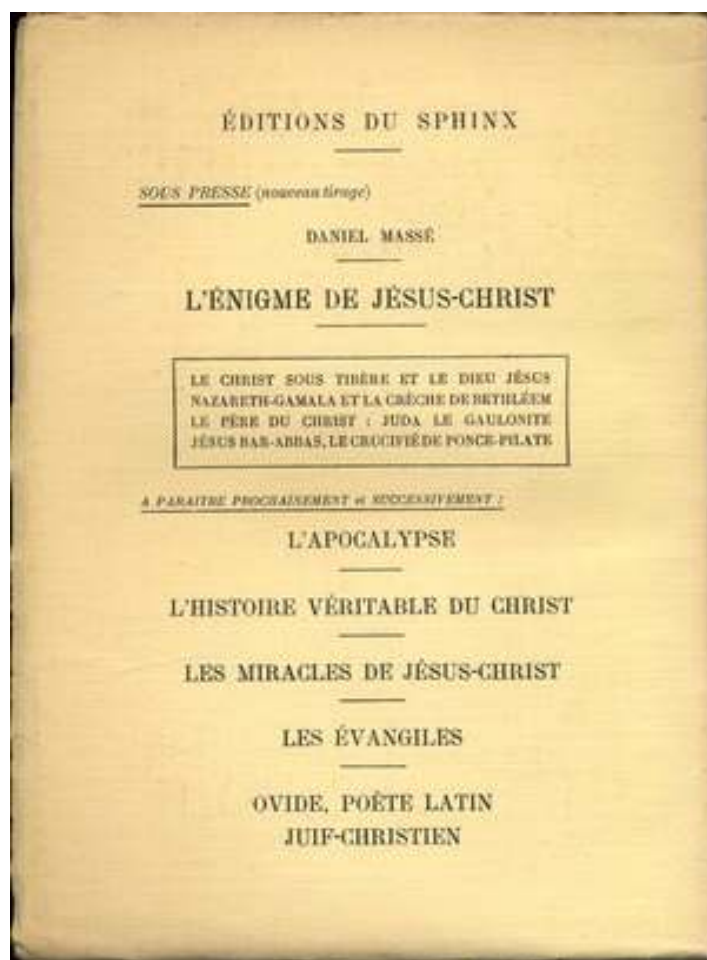 ÉDITIONS DU SPHINX
SOUS PRESSE (nouveau tirage)
DANIEL MASSÉ
L'ÉNIGME DE JÉSUS-CHRIST
LE CHRIST SOUS TIBÈRE ET LE DIEU JÉSUS
NAZARETH-GAMALA ET LA CRÈCHE DE BETHLÉEM
LE PÈRE DU CHRIST : JUDA LE GAULONITE
JÉSUS BAR-ABBAS, LE CRUCIFIÉ DE PONCE-PILATE
A PARAITRE PROCHAINEMENT et SUCCESSIVEMENT :
L'APOCALYPSE
L'HISTOIRE VÉRITABLE DU CHRIST
LES MIRACLES DE JÉSUS-CHRIST
LES ÉVANGILES
OVIDE, POÈTE LATIN
JUIF-CHRISTIEN